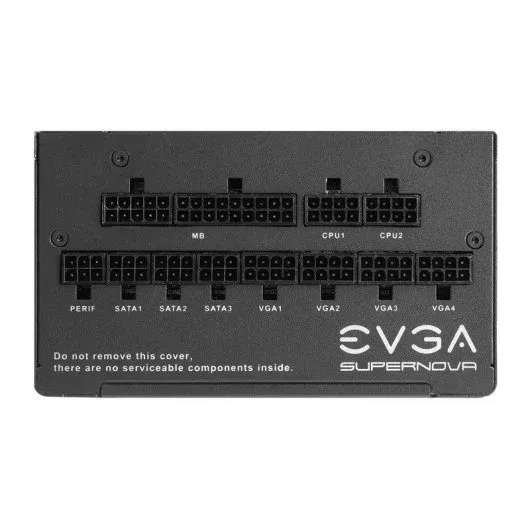 MB CPU1 CPU2
PERIF SATA1 SATA2 SATA3 VGA1 VGA2 VGA3 VGA4
EVGA
SUPERNOVA
Do not remove this cover,
there are no serviceable components inside.